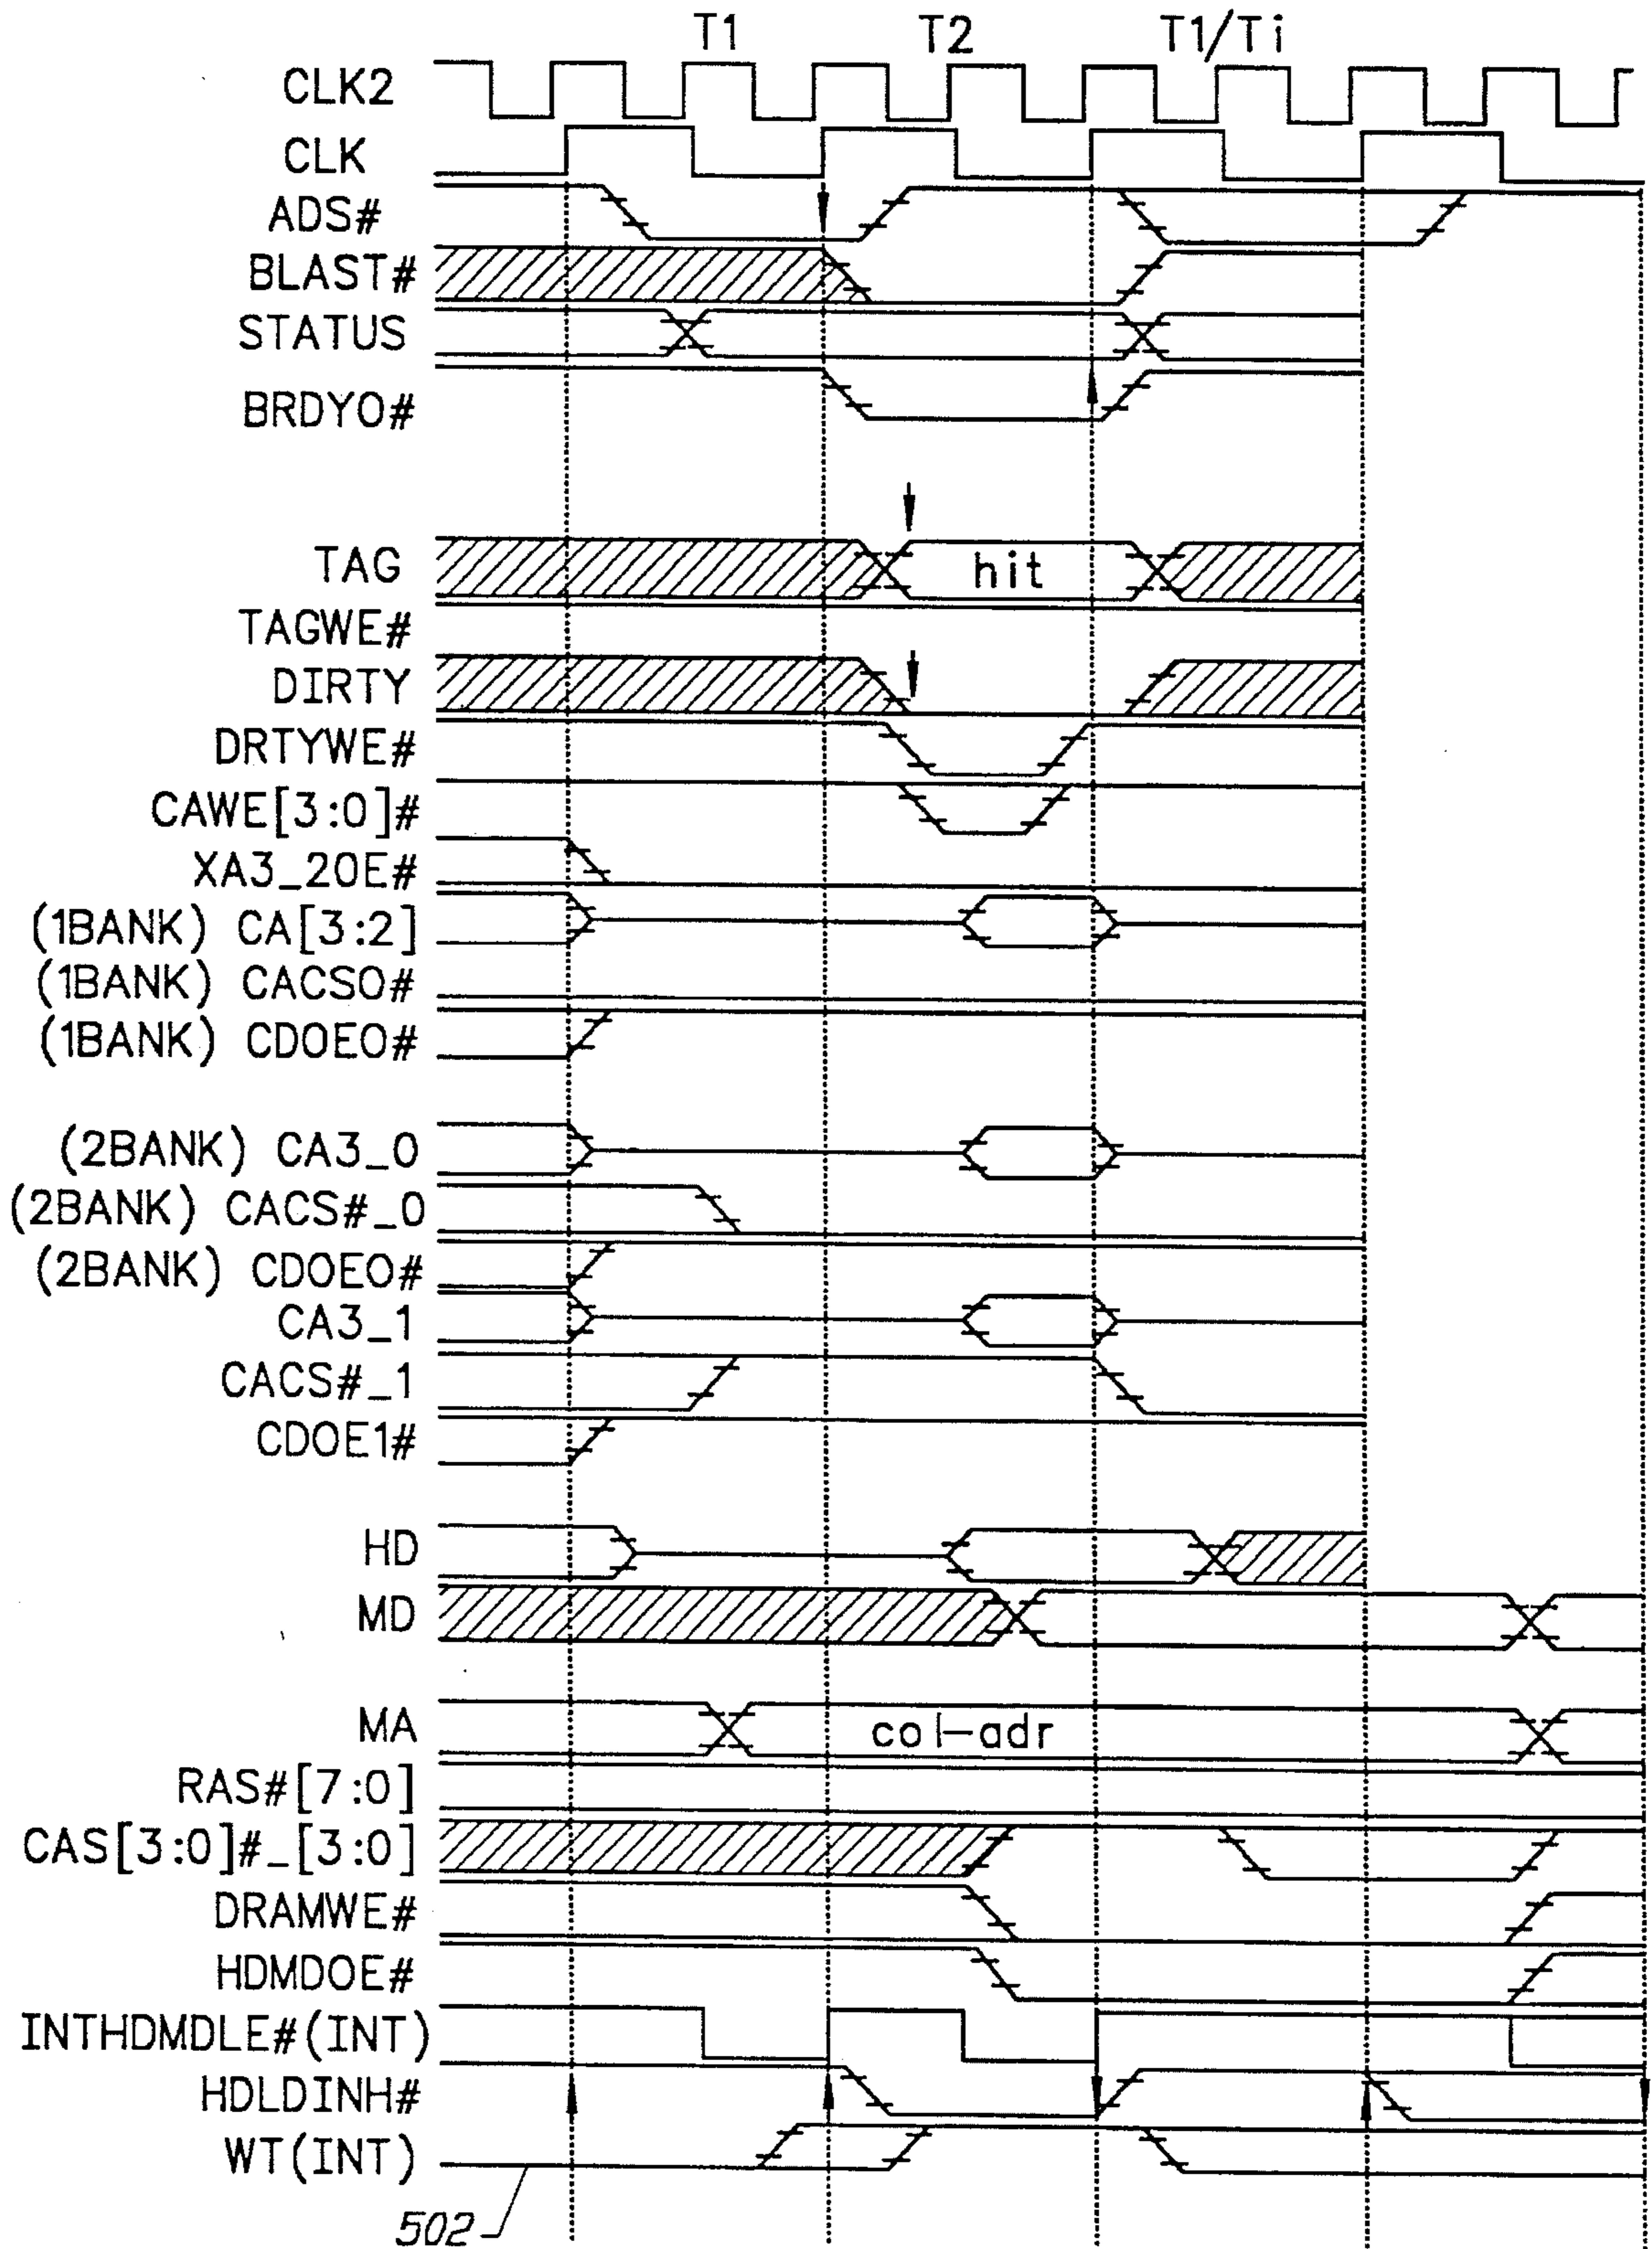 T1 T2 T1/Ti
CLK2
CLK
ADS#
BLAST#
STATUS
BRDYO#
TAG hit
TAGWE#
DIRTY
DRTYWE#
CAWE[3:0]#
XA3_2OE#
(1BANK) CA[3:2]
(1BANK) CACSO#
(1BANK) CDOEO#
(2BANK) CA3_0
(2BANK) CACS#_0
(2BANK) CDOEO#
CA3_1
CACS#_1
CDOE1#
HD
MD
MA col-adr
RAS#[7:0]
CAS[3:0]#_[3:0]
DRAMWE#
HDMDOE#
INTHDMDLE#(INT)
HDLDINH#
WT(INT)
502